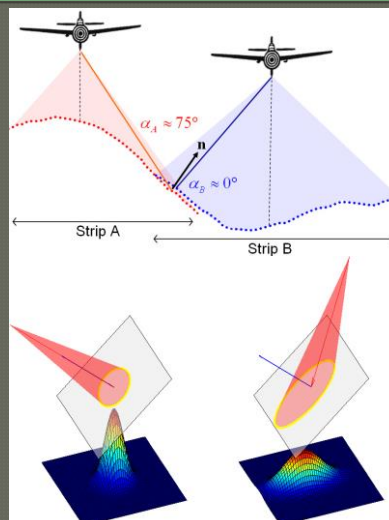 α_A ≈ 75°
n
α_B ≈ 0°
Strip A
Strip B